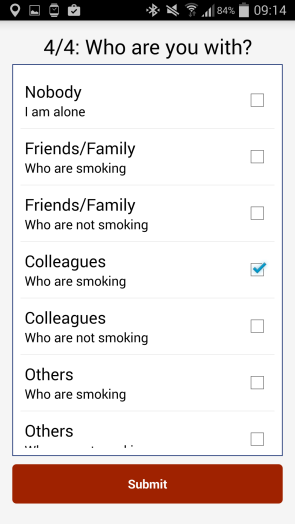 84% 09:14
4/4: Who are you with?
Nobody
I am alone
Friends/Family
Who are smoking
Friends/Family
Who are not smoking
Colleagues
Who are smoking
Colleagues
Who are not smoking
Others
Who are smoking
Others
Submit